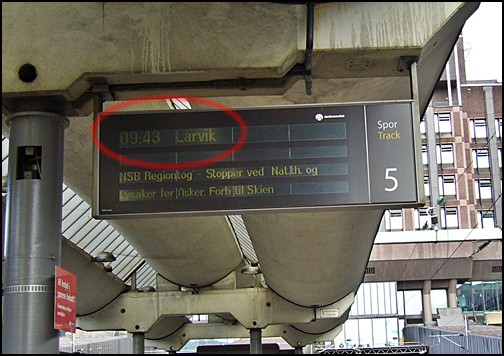 09:43 Larvik
NSB Regiontog - Stopper ved Nat.th. og
Lysaker før Asker. Forb. til Skien
Jernbaneverket
Spor
Track
5